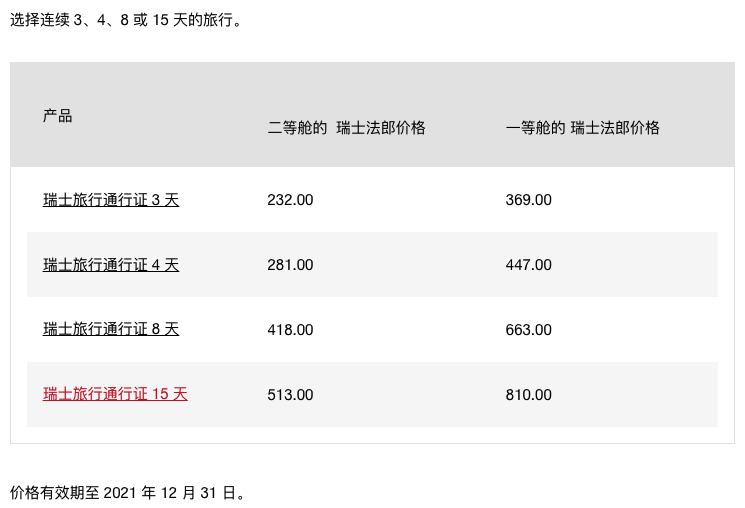 选择连续 3、4、8 或 15 天的旅行。
产品 二等舱的 瑞士法郎价格 一等舱的 瑞士法郎价格
瑞士旅行通行证 3 天 232.00 369.00
瑞士旅行通行证 4 天 281.00 447.00
瑞士旅行通行证 8 天 418.00 663.00
瑞士旅行通行证 15 天 513.00 810.00
价格有效期至 2021 年 12 月 31 日。